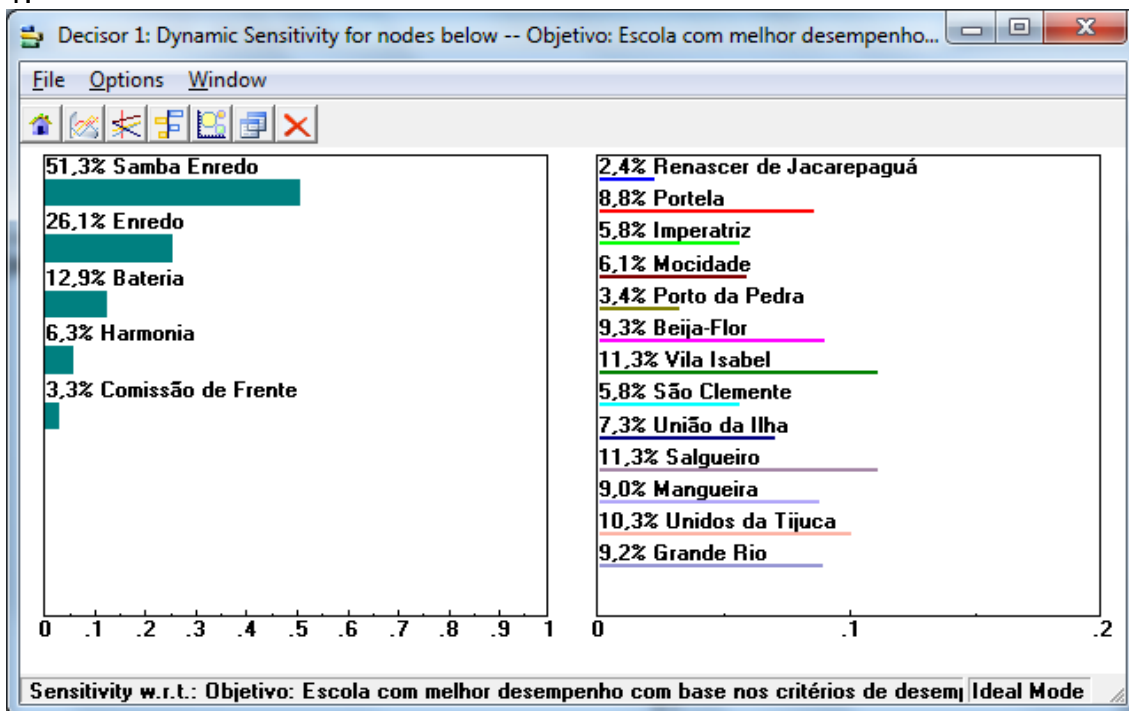 Decisor 1: Dynamic Sensitivity for nodes below -- Objetivo: Escola com melhor desempenho...
File Options Window
51,3% Samba Enredo
26,1% Enredo
12,9% Bateria
6,3% Harmonia
3,3% Comissão de Frente
0 .1 .2 .3 .4 .5 .6 .7 .8 .9 1
2,4% Renascer de Jacarepaguá
8,8% Portela
5,8% Imperatriz
6,1% Mocidade
3,4% Porto da Pedra
9,3% Beija-Flor
11,3% Vila Isabel
5,8% São Clemente
7,3% União da Ilha
11,3% Salgueiro
9,0% Mangueira
10,3% Unidos da Tijuca
9,2% Grande Rio
0 .1 .2
Sensitivity w.r.t.: Objetivo: Escola com melhor desempenho com base nos critérios de desem Ideal Mode